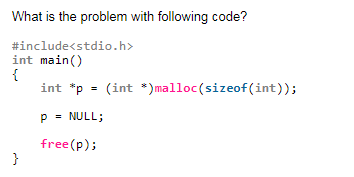 What is the problem with following code?
#include<stdio.h>
int main()
{
    int *p = (int *)malloc(sizeof(int));
    p = NULL;
    free(p);
}